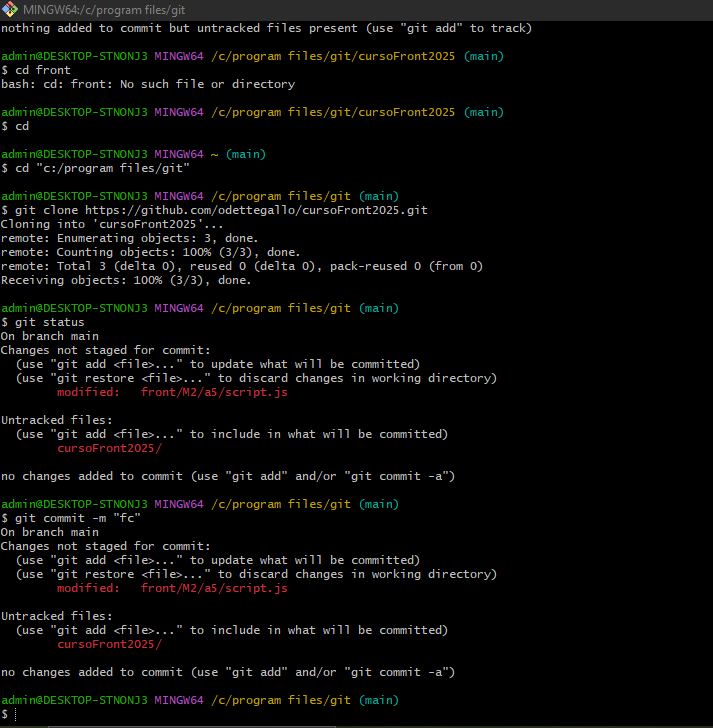 MINGW64:/c/program files/git
nothing added to commit but untracked files present (use "git add" to track)
admin@DESKTOP-STNONJ3 MINGW64 /c/program files/git/cursoFront2025 (main)
$ cd front
bash: cd: front: No such file or directory
admin@DESKTOP-STNONJ3 MINGW64 /c/program files/git/cursoFront2025 (main)
$ cd
admin@DESKTOP-STNONJ3 MINGW64 ~ (main)
$ cd "c:/program files/git"
admin@DESKTOP-STNONJ3 MINGW64 /c/program files/git (main)
$ git clone https://github.com/odettegallo/cursoFront2025.git
Cloning into 'cursoFront2025'...
remote: Enumerating objects: 3, done.
remote: Counting objects: 100% (3/3), done.
remote: Total 3 (delta 0), reused 0 (delta 0), pack-reused 0 (from 0)
Receiving objects: 100% (3/3), done.
admin@DESKTOP-STNONJ3 MINGW64 /c/program files/git (main)
$ git status
On branch main
Changes not staged for commit:
  (use "git add <file>..." to update what will be committed)
  (use "git restore <file>..." to discard changes in working directory)
        modified:   front/M2/a5/script.js
Untracked files:
  (use "git add <file>..." to include in what will be committed)
        cursoFront2025/
no changes added to commit (use "git add" and/or "git commit -a")
admin@DESKTOP-STNONJ3 MINGW64 /c/program files/git (main)
$ git commit -m "fc"
On branch main
Changes not staged for commit:
  (use "git add <file>..." to update what will be committed)
  (use "git restore <file>..." to discard changes in working directory)
        modified:   front/M2/a5/script.js
Untracked files:
  (use "git add <file>..." to include in what will be committed)
        cursoFront2025/
no changes added to commit (use "git add" and/or "git commit -a")
admin@DESKTOP-STNONJ3 MINGW64 /c/program files/git (main)
$